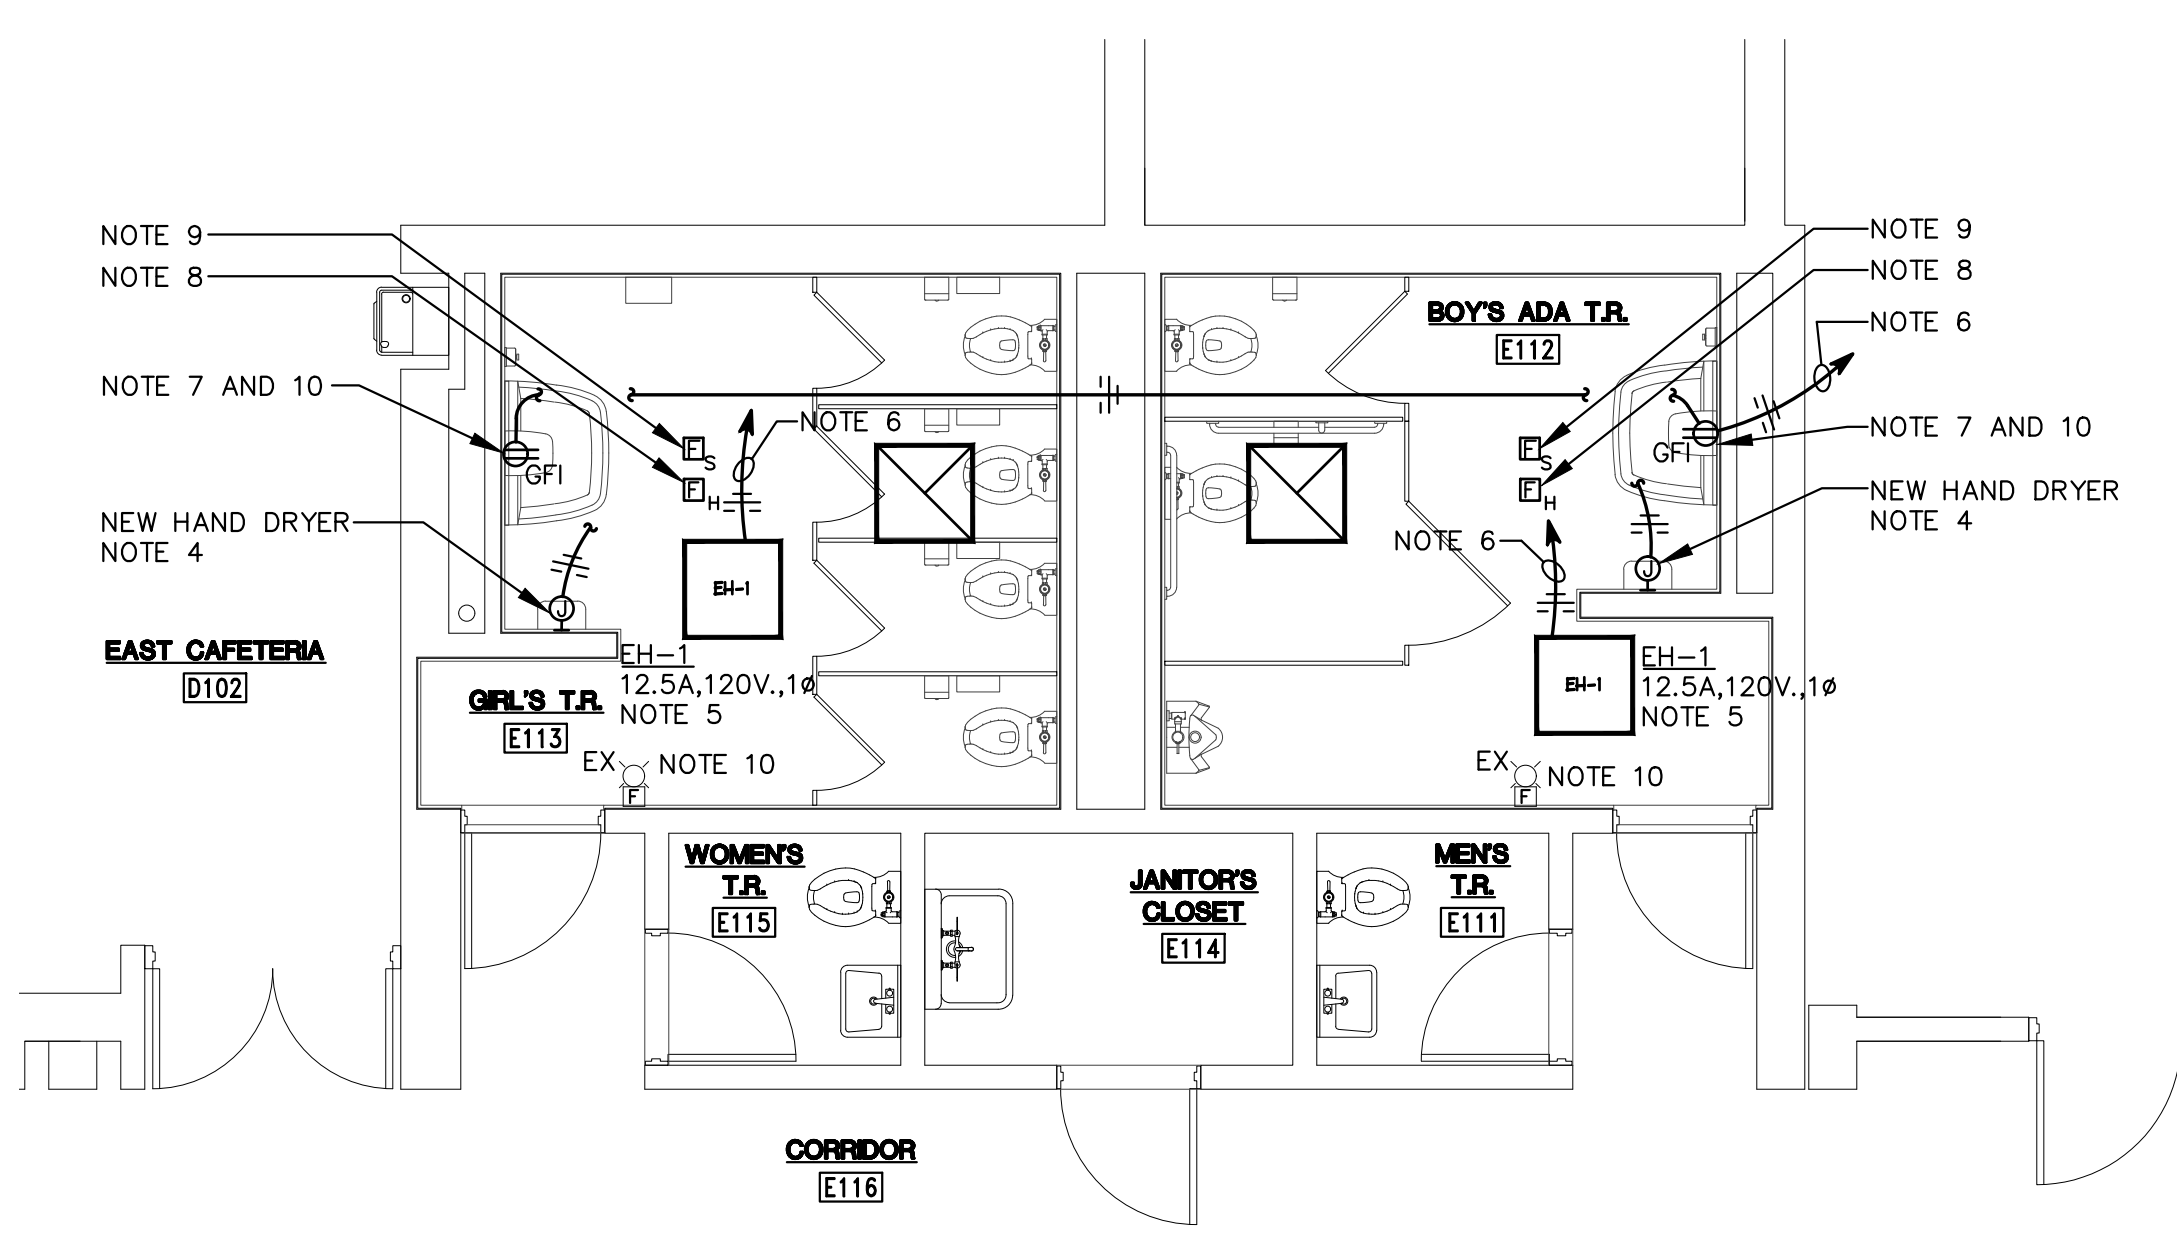 NOTE 9
NOTE 8
NOTE 7 AND 10
NEW HAND DRYER
NOTE 4
EAST CAFETERIA
D102
GFI
F S
F H
J
NOTE 6
EH-1
EH-1
12.5A,120V.,1ø
NOTE 5
GIRL'S T.R.
E113
EX
F
NOTE 10
BOY'S ADA T.R.
E112
NOTE 9
NOTE 8
NOTE 6
NOTE 7 AND 10
GFI
F S
F H
NEW HAND DRYER
NOTE 4
J
NOTE 6
EH-1
EH-1
12.5A,120V.,1ø
NOTE 5
EX
F
NOTE 10
WOMEN'S
T.R.
E115
JANITOR'S
CLOSET
E114
MEN'S
T.R.
E111
CORRIDOR
E116